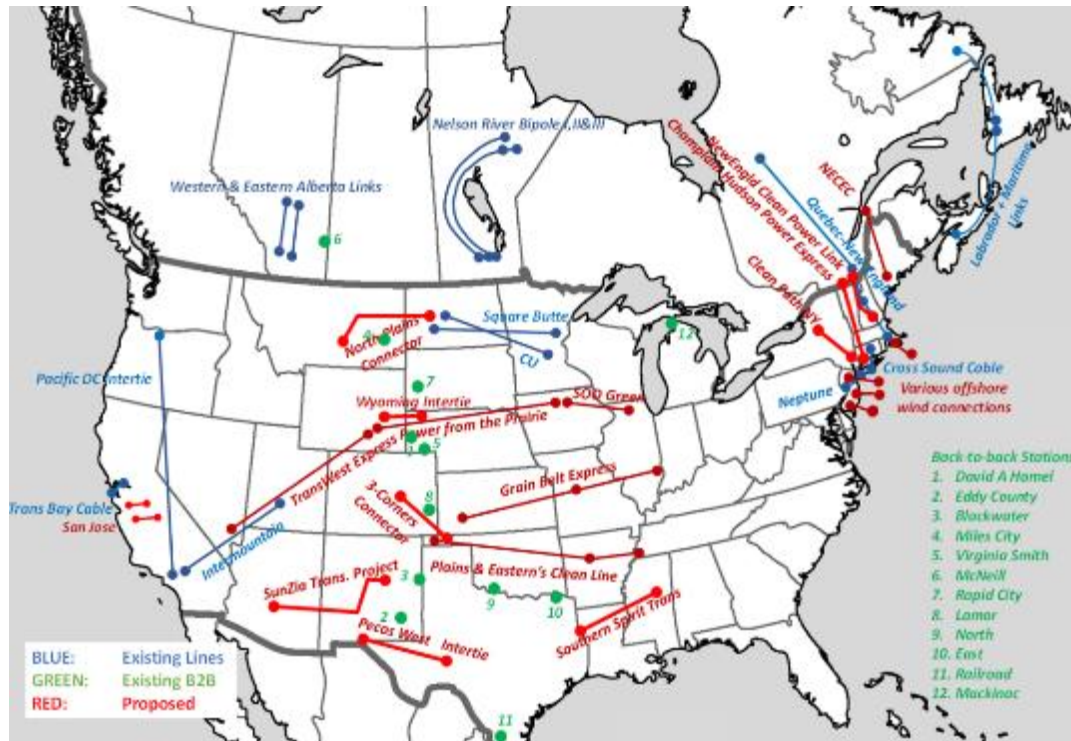 Nelson River Bipole I,II&III
Western & Eastern Alberta Links
6
NECEC
NewEngld Clean Power Link
Champlain Hudson Power Express
Quebec-New England
Labrador + Maritime
Links
Clean Path NY
Square Butte
CU
4
North Plains
Connector
12
Pacific DC Intertie
7
Wyoming Intertie
SOO Green
Cross Sound Cable
Neptune
Various offshore
wind connections
TransWest Express
Power from the Prairie
1
5
Grain Belt Express
3-Corners
Connector
8
Trans Bay Cable
San Jose
Intermountain
SunZia Trans. Project
3
Plains & Eastern's Clean Line
9
10
2
Pecos West Intertie
Southern Spirit Trans
11
BLUE: Existing Lines
GREEN: Existing B2B
RED: Proposed
Back-to-back Stations
1. David A Hamel
2. Eddy County
3. Blackwater
4. Miles City
5. Virginia Smith
6. McNeill
7. Rapid City
8. Lamar
9. North
10. East
11. Railroad
12. Mackinac